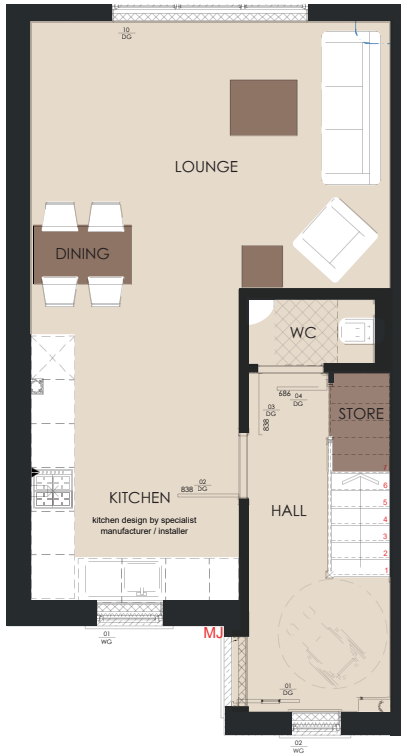 10
DG
LOUNGE
DINING
WC
686
04
DG
03
DG
838
STORE
02
838
DG
KITCHEN
kitchen design by specialist
manufacturer / installer
HALL
7
6
5
4
3
2
1
01
WG
MJ
01
DG
02
WG